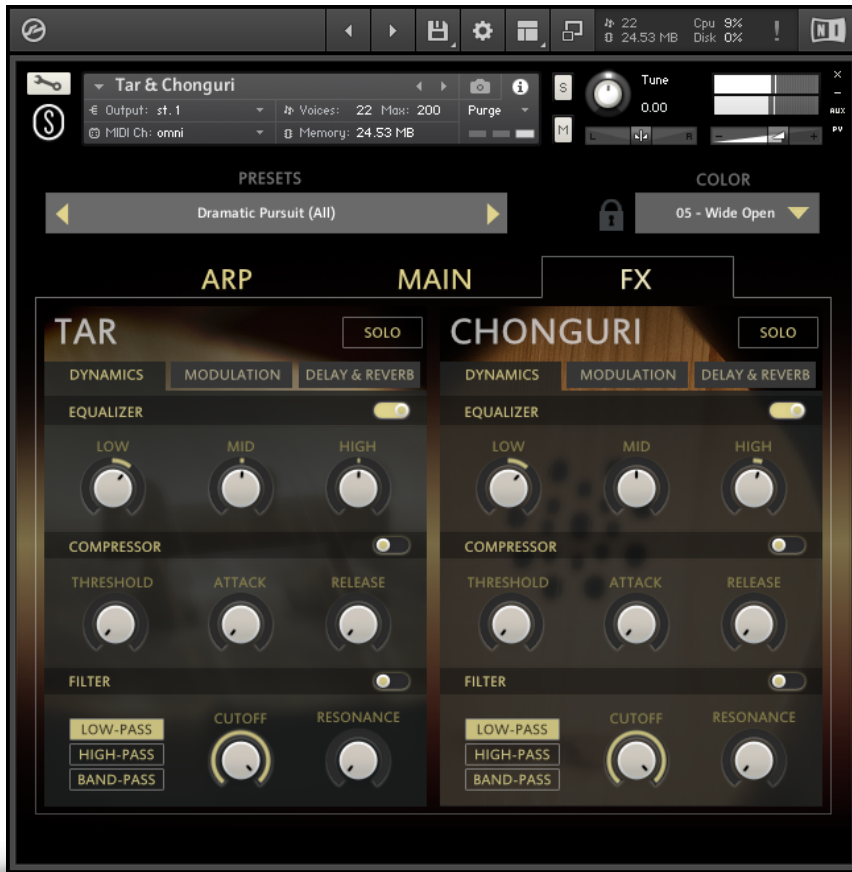 22 Cpu 9%
24.53 MB Disk 0% ! NI
Tar & Chonguri i S Tune ×
Output: st. 1 Voices: 22 Max: 200 Purge 0.00 AUX
MIDI Ch: omni Memory: 24.53 MB M L R − + PV
S
PRESETS COLOR
Dramatic Pursuit (All) 05 - Wide Open
ARP MAIN FX
TAR SOLO CHONGURI SOLO
DYNAMICS MODULATION DELAY & REVERB DYNAMICS MODULATION DELAY & REVERB
EQUALIZER EQUALIZER
LOW MID HIGH LOW MID HIGH
COMPRESSOR COMPRESSOR
THRESHOLD ATTACK RELEASE THRESHOLD ATTACK RELEASE
FILTER FILTER
LOW-PASS CUTOFF RESONANCE LOW-PASS CUTOFF RESONANCE
HIGH-PASS HIGH-PASS
BAND-PASS BAND-PASS